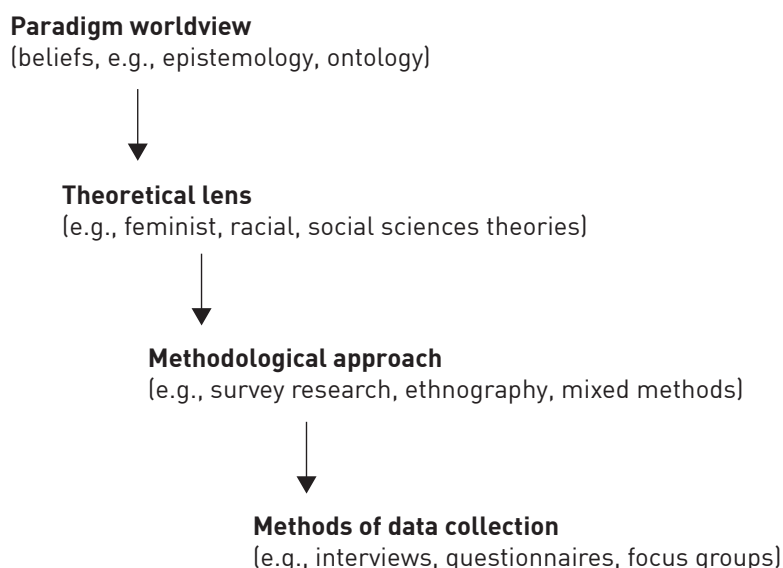 Paradigm worldview
(beliefs, e.g., epistemology, ontology)
Theoretical lens
(e.g., feminist, racial, social sciences theories)
Methodological approach
(e.g., survey research, ethnography, mixed methods)
Methods of data collection
(e.g., interviews, questionnaires, focus groups)